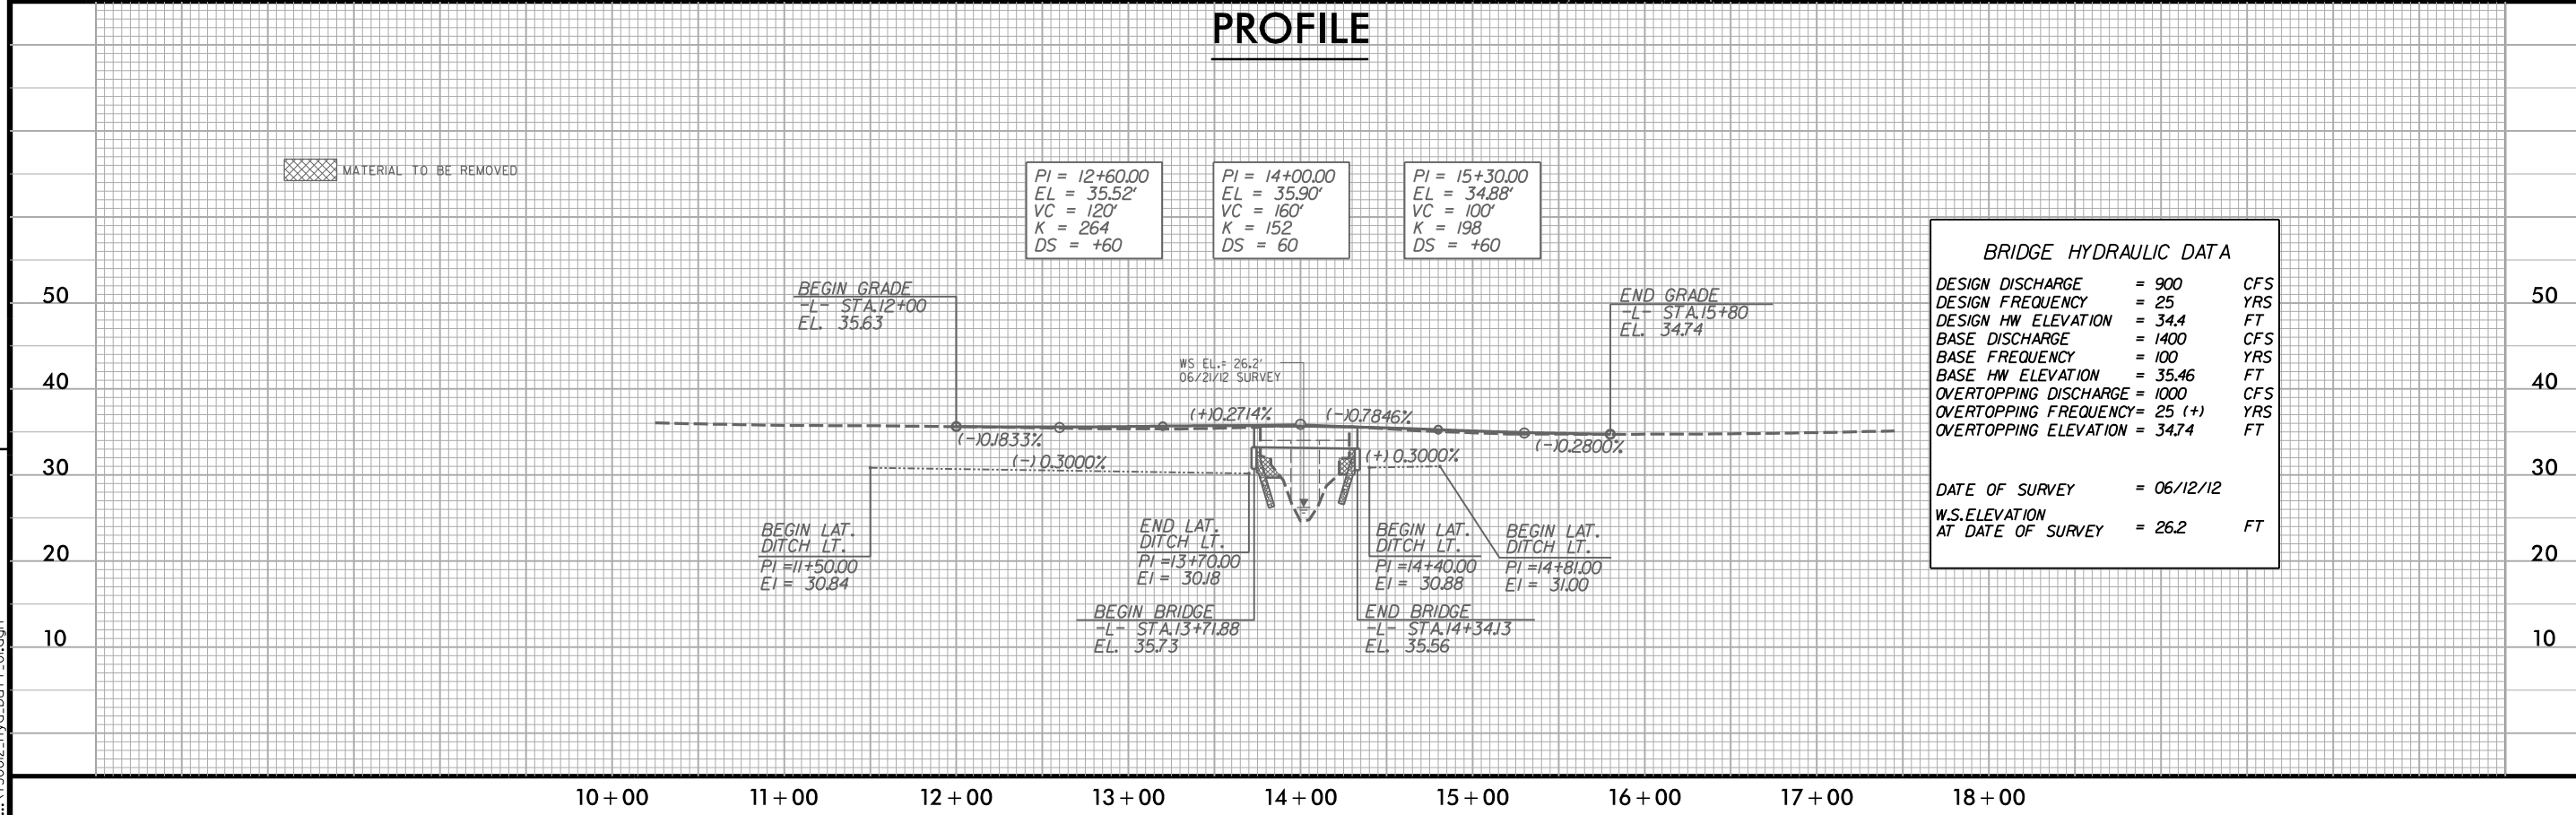 PROFILE
MATERIAL TO BE REMOVED
PI = 12+60.00
EL = 35.52'
VC = 120'
K = 264
DS = +60
PI = 14+00.00
EL = 35.90'
VC = 160'
K = 152
DS = 60
PI = 15+30.00
EL = 34.88'
VC = 100'
K = 198
DS = +60
BRIDGE HYDRAULIC DATA
DESIGN DISCHARGE = 900 CFS
DESIGN FREQUENCY = 25 YRS
DESIGN HW ELEVATION = 34.4 FT
BASE DISCHARGE = 1400 CFS
BASE FREQUENCY = 100 YRS
BASE HW ELEVATION = 35.46 FT
OVERTOPPING DISCHARGE = 1000 CFS
OVERTOPPING FREQUENCY= 25 (+) YRS
OVERTOPPING ELEVATION = 34.74 FT
DATE OF SURVEY = 06/12/12
W.S.ELEVATION
AT DATE OF SURVEY = 26.2 FT
BEGIN GRADE
-L- STA.12+00
EL. 35.63
END GRADE
-L- STA.15+80
EL. 34.74
WS EL.= 26.2'
06/21/12 SURVEY
50
50
40
40
30
30
20
20
10
10
(+)0.2714%
(-)0.7846%
(-)0.1833%
(-)0.2800%
(-) 0.3000%
(+) 0.3000%
BEGIN LAT.
DITCH LT.
PI =11+50.00
El = 30.84
END LAT.
DITCH LT.
PI =13+70.00
El = 30.18
BEGIN LAT.
DITCH LT.
PI =14+40.00
El = 30.88
BEGIN LAT.
DITCH LT.
PI =14+81.00
El = 31.00
BEGIN BRIDGE
-L- STA.13+71.88
EL. 35.73
END BRIDGE
-L- STA.14+34.13
EL. 35.56
10+00
11+00
12+00
13+00
14+00
15+00
16+00
17+00
18+00